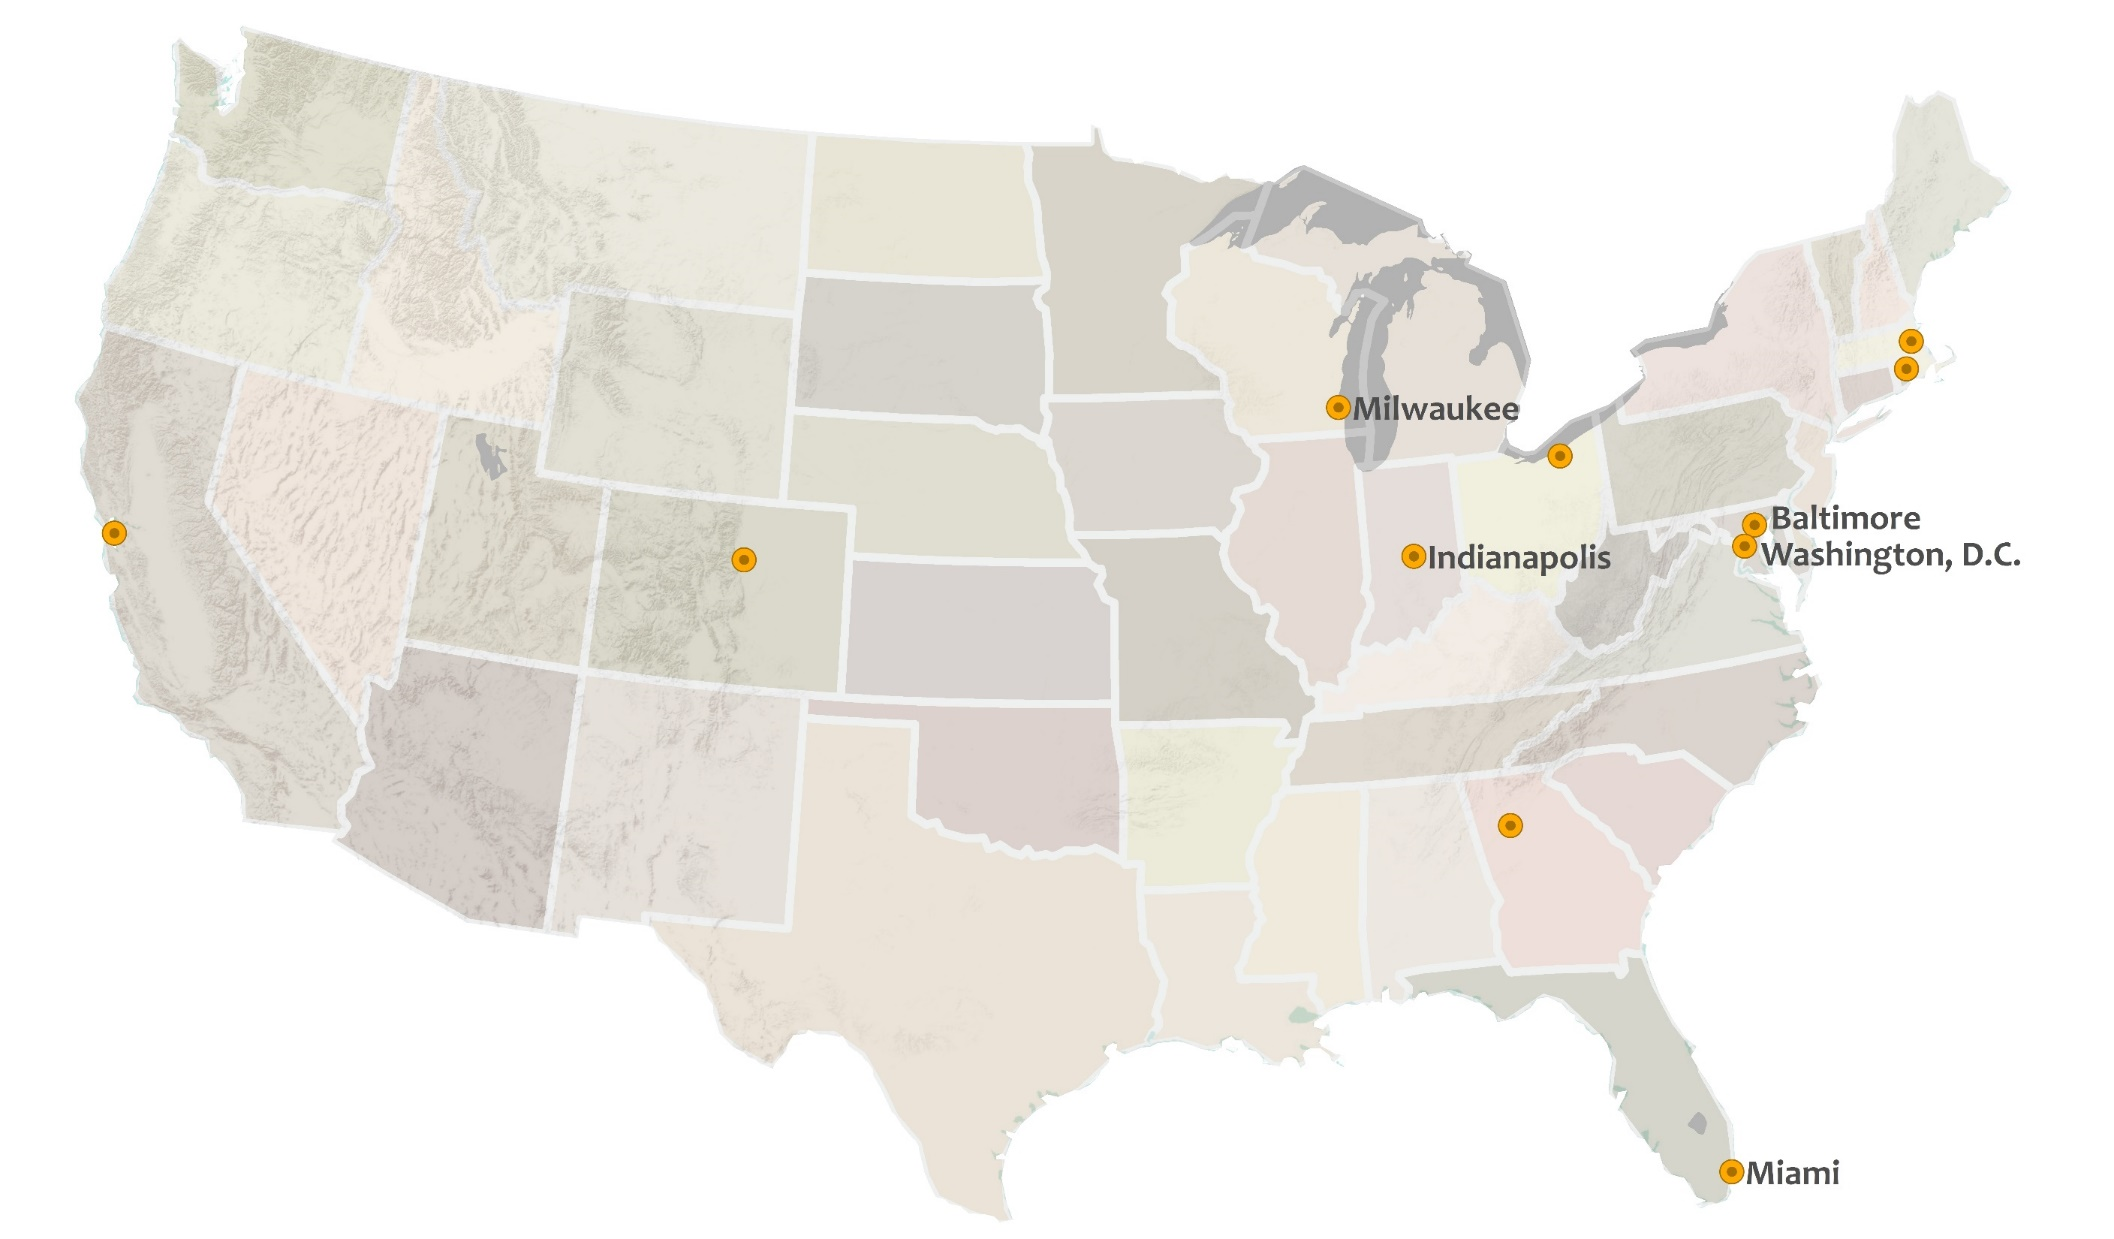 Milwaukee
Baltimore
Washington, D.C.
Indianapolis
Miami